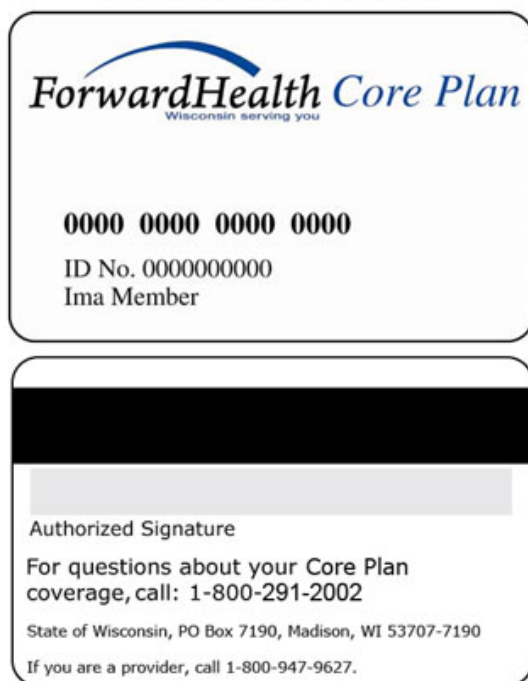 ForwardHealth Core Plan
Wisconsin serving you
0000 0000 0000 0000
ID No. 0000000000
Ima Member
Authorized Signature
For questions about your Core Plan
coverage, call: 1-800-291-2002
State of Wisconsin, PO Box 7190, Madison, WI 53707-7190
If you are a provider, call 1-800-947-9627.